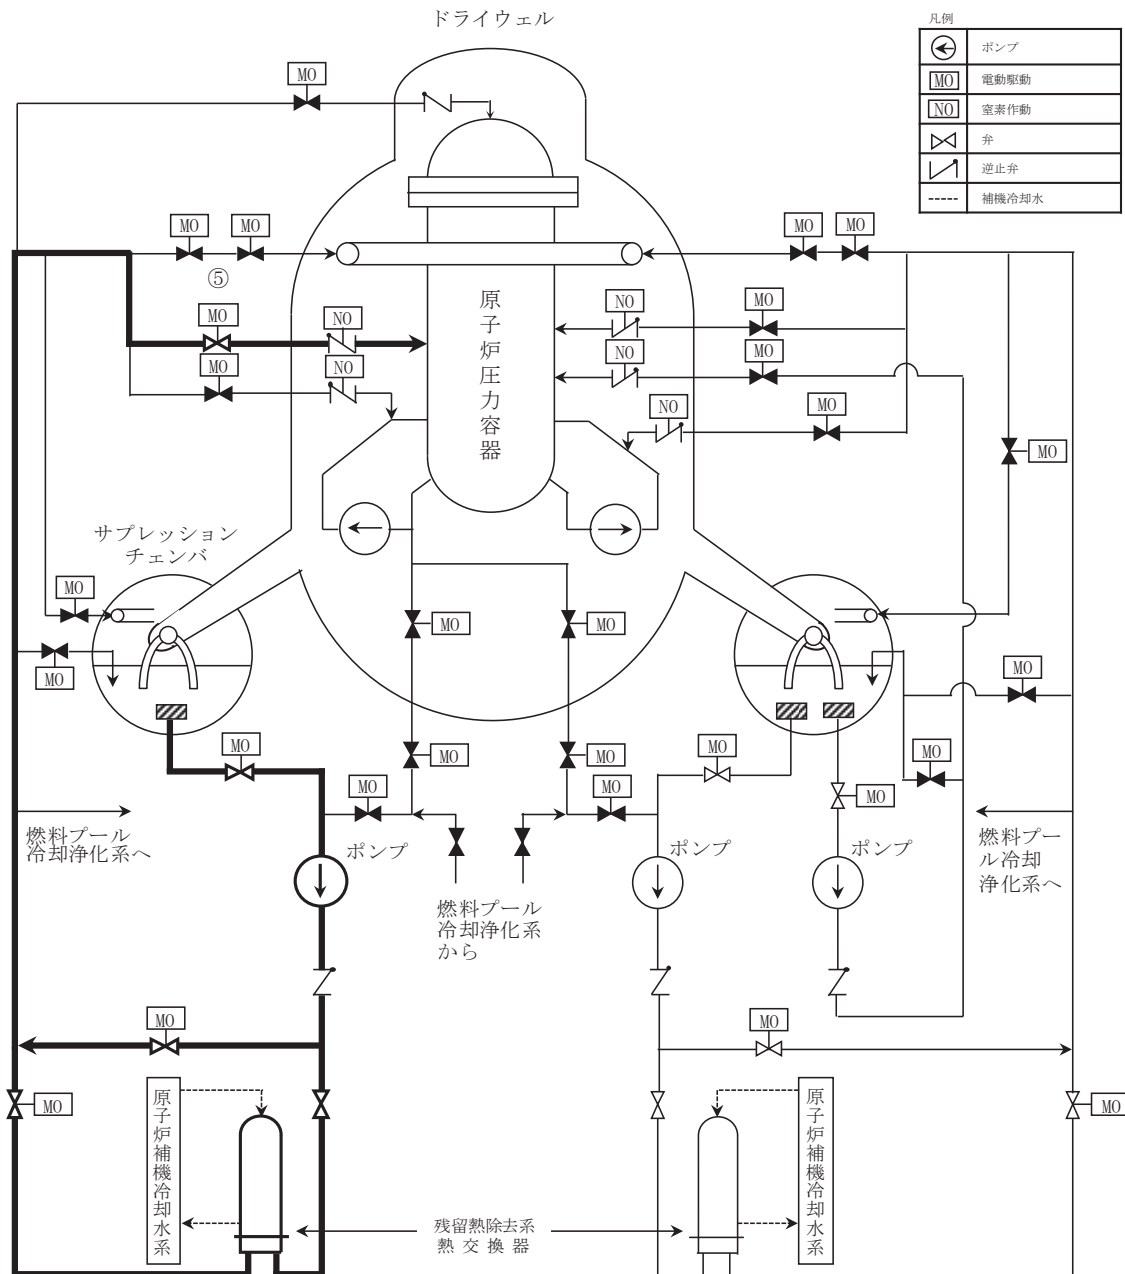 ドライウェル
凡例
ポンプ
MO
電動駆動
NO
窒素作動
弁
逆止弁
補機冷却水
MO
MO
MO
MO
MO
⑤
MO
NO
MO
NO
NO
MO
NO
MO
NO
MO
MO
原子炉圧力容器
サプレッション
チェンバ
MO
MO
MO
MO
MO
MO
MO
MO
MO
MO
MO
MO
MO
MO
燃料プール
冷却浄化系へ
ポンプ
燃料プール
冷却浄化系
から
ポンプ
ポンプ
燃料プー
ル冷却
浄化系へ
MO
MO
MO
MO
原子炉補機冷却水系
残留熱除去系
熱交換器
原子炉補機冷却水系